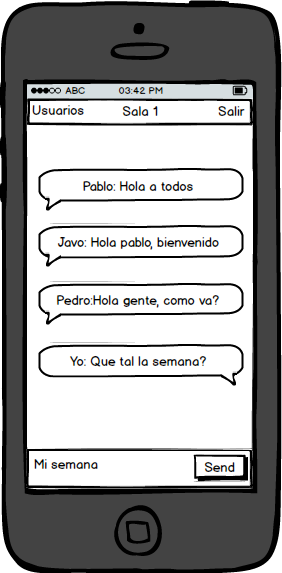 ABC 03:42 PM
Usuarios Sala 1 Salir
Pablo: Hola a todos
Javo: Hola pablo, bienvenido
Pedro:Hola gente, como va?
Yo: Que tal la semana?
Mi semana Send